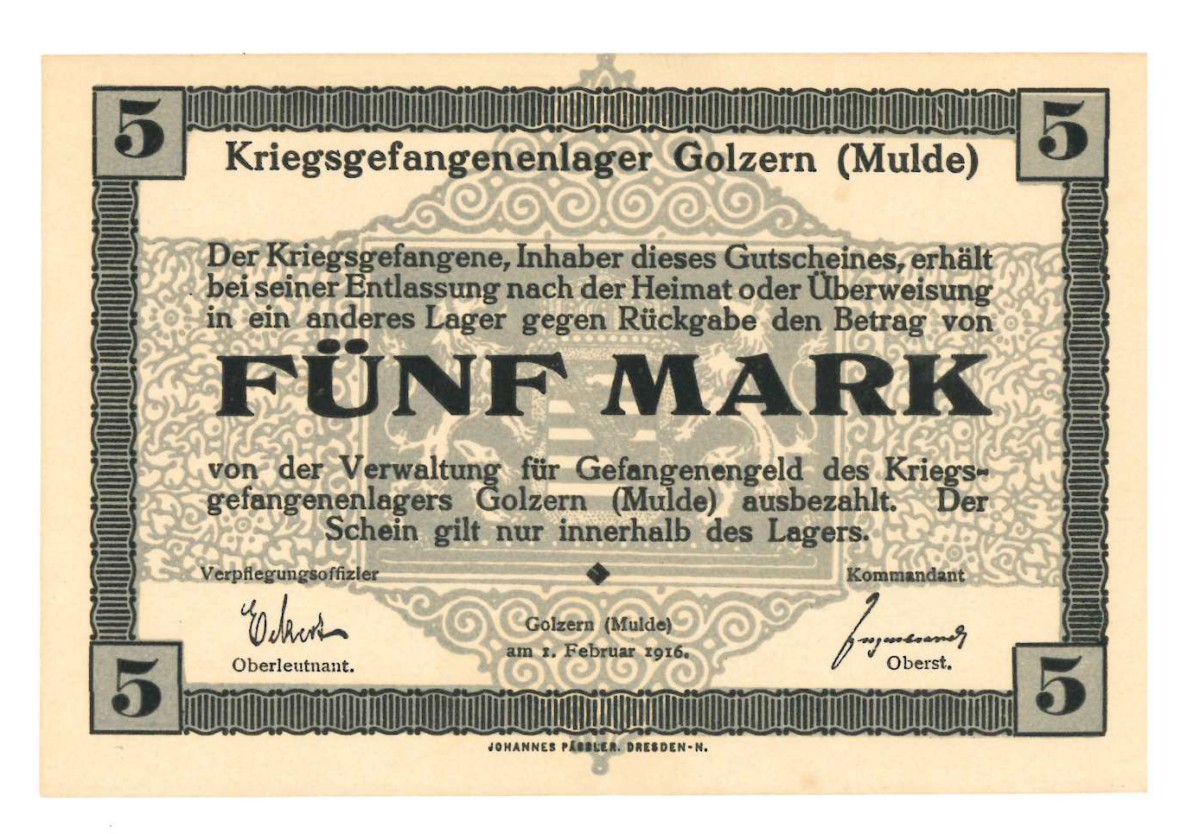 5 5
Kriegsgefangenenlager Golzern (Mulde)
Der Kriegsgefangene, Inhaber dieses Gutscheines, erhält
bei seiner Entlassung nach der Heimat oder Überweisung
in ein anderes Lager gegen Rückgabe den Betrag von
FÜNF MARK
von der Verwaltung für Gefangenengeld des Kriegs-
gefangenenlagers Golzern (Mulde) ausbezahlt. Der
Schein gilt nur innerhalb des Lagers.
Verpflegungsoffizier
Eckert
Oberleutnant.
Golzern (Mulde)
am 1. Februar 1916.
Kommandant
Oberst.
5 5
JOHANNES PÄSSLER. DRESDEN-N.